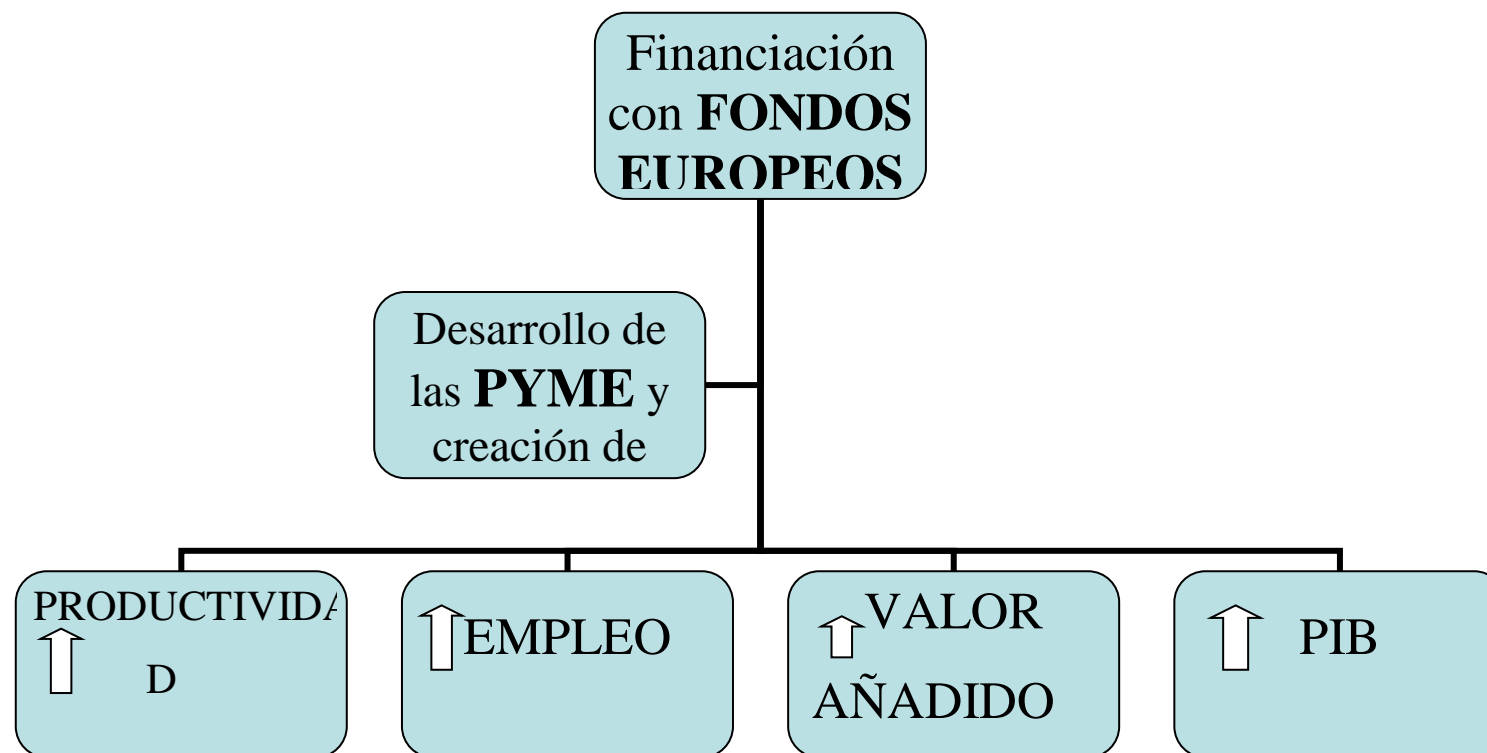 Financiación
con FONDOS
EUROPEOS
Desarrollo de
las PYME y
creación de
PRODUCTIVIDA
D
EMPLEO
VALOR
AÑADIDO
PIB